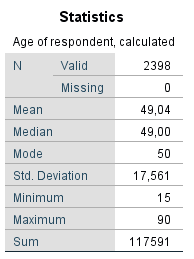 Statistics
Age of respondent, calculated
N Valid 2398
Missing 0
Mean 49,04
Median 49,00
Mode 50
Std. Deviation 17,561
Minimum 15
Maximum 90
Sum 117591